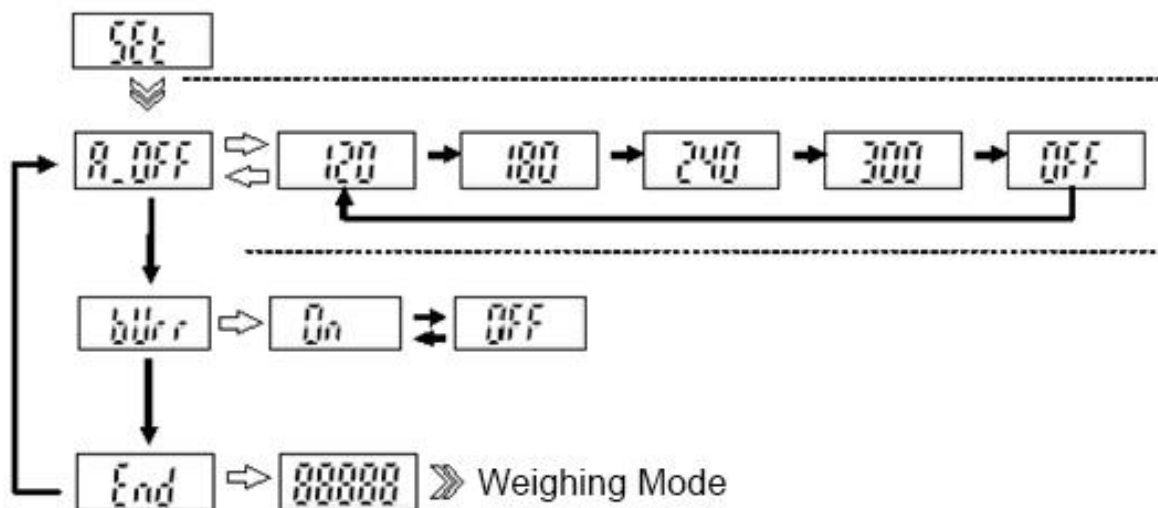 SEt
A_OFF 120 180 240 300 OFF
bUrr On OFF
End 88888 Weighing Mode